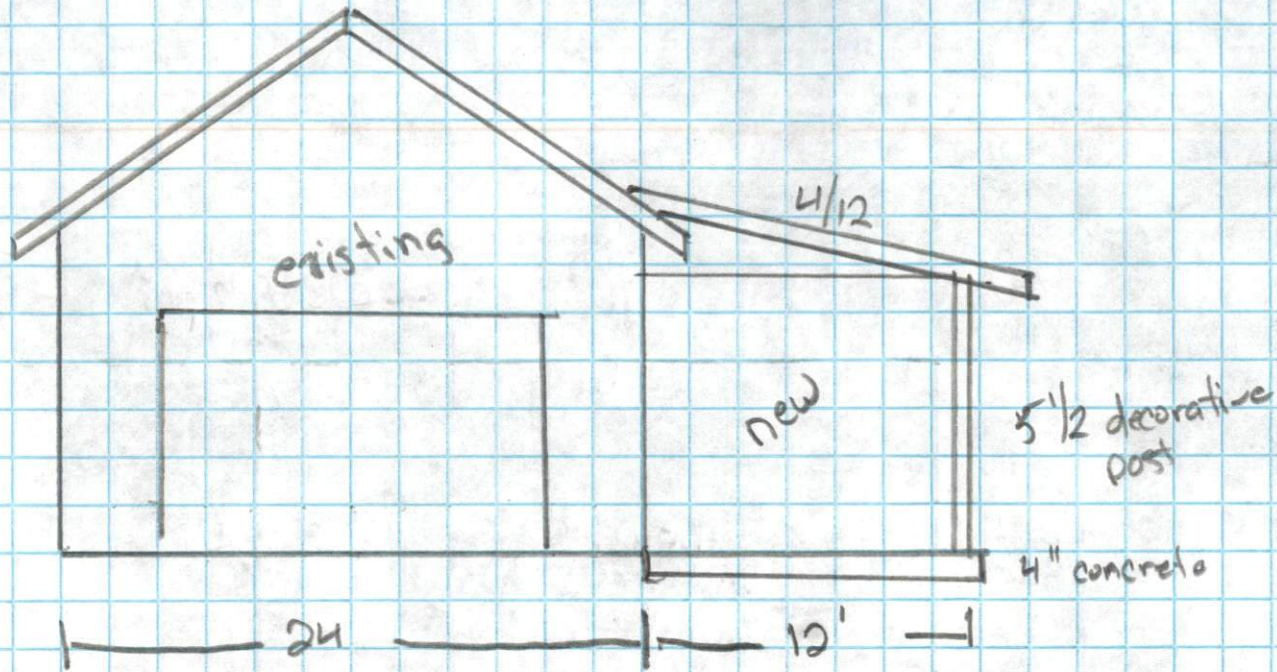 4/12
existing
new
5 1/2 decorative
post
4" concrete
24
12'